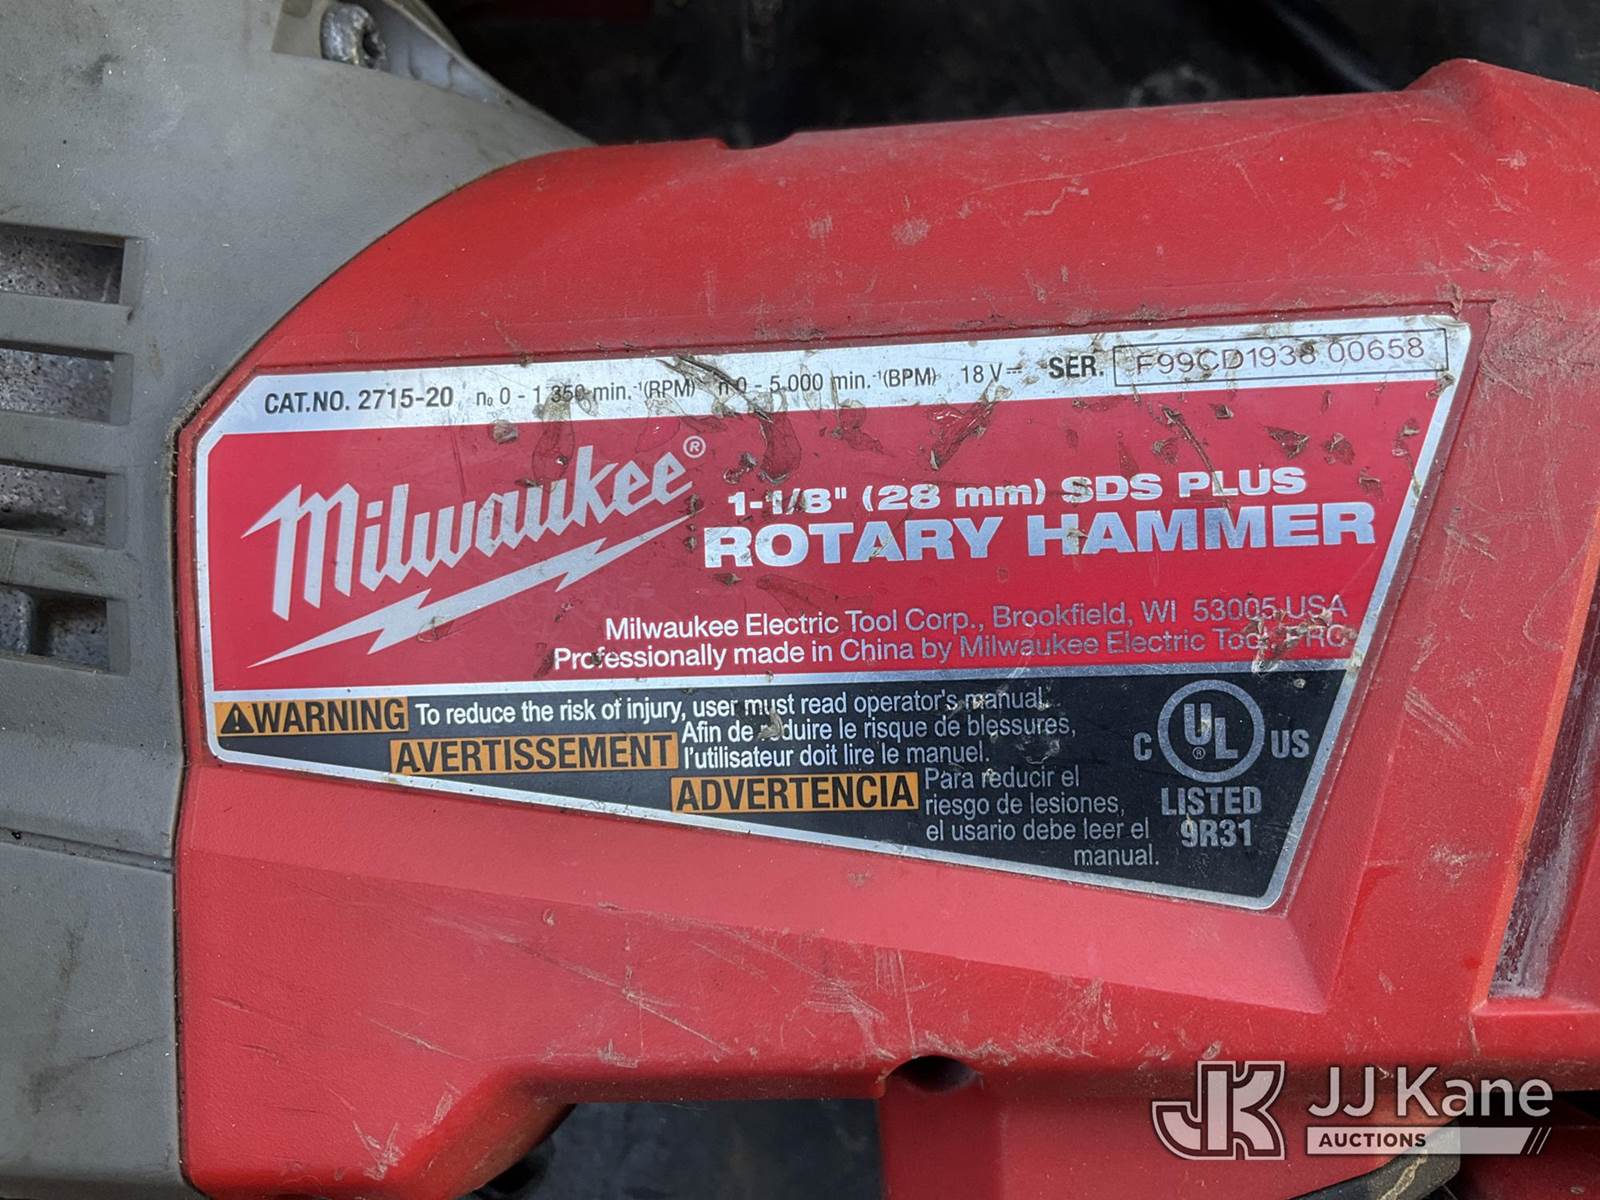 CAT.NO. 2715-20 n₀ 0 - 1 350 min.⁻¹(RPM) n 0 - 5 000 min.⁻¹(BPM) 18 V⎓ SER. F99CD1938 00658
Milwaukee®
1-1/8" (28 mm) SDS PLUS
ROTARY HAMMER
Milwaukee Electric Tool Corp., Brookfield, WI 53005 USA
Professionally made in China by Milwaukee Electric Tool, PRC
WARNING To reduce the risk of injury, user must read operator's manual.
AVERTISSEMENT Afin de réduire le risque de blessures,
l'utilisateur doit lire le manuel.
ADVERTENCIA Para reducir el
riesgo de lesiones,
el usario debe leer el
manual.
C UL® US
LISTED
9R31
JK JJ Kane
AUCTIONS